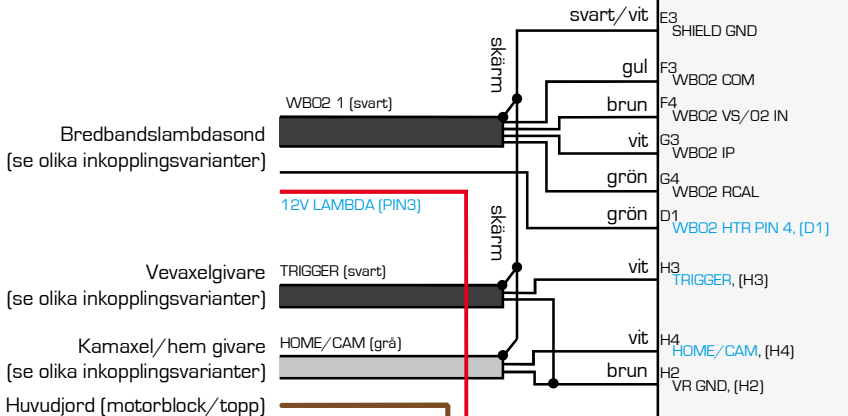 svart/vit E3
SHIELD GND
skärm
gul F3
WBO2 COM
WBO2 1 (svart)
brun F4
WBO2 VS/O2 IN
Bredbandslambdasond
(se olika inkopplingsvarianter)
vit G3
WBO2 IP
grön G4
WBO2 RCAL
12V LAMBDA (PIN3)
skärm
grön D1
WBO2 HTR PIN 4, (D1)
Vevaxelgivare
(se olika inkopplingsvarianter)
TRIGGER (svart)
vit H3
TRIGGER, (H3)
Kamaxel/hem givare
(se olika inkopplingsvarianter)
HOME/CAM (grå)
vit H4
HOME/CAM, (H4)
brun H2
VR GND, (H2)
Huvudjord (motorblock/topp)